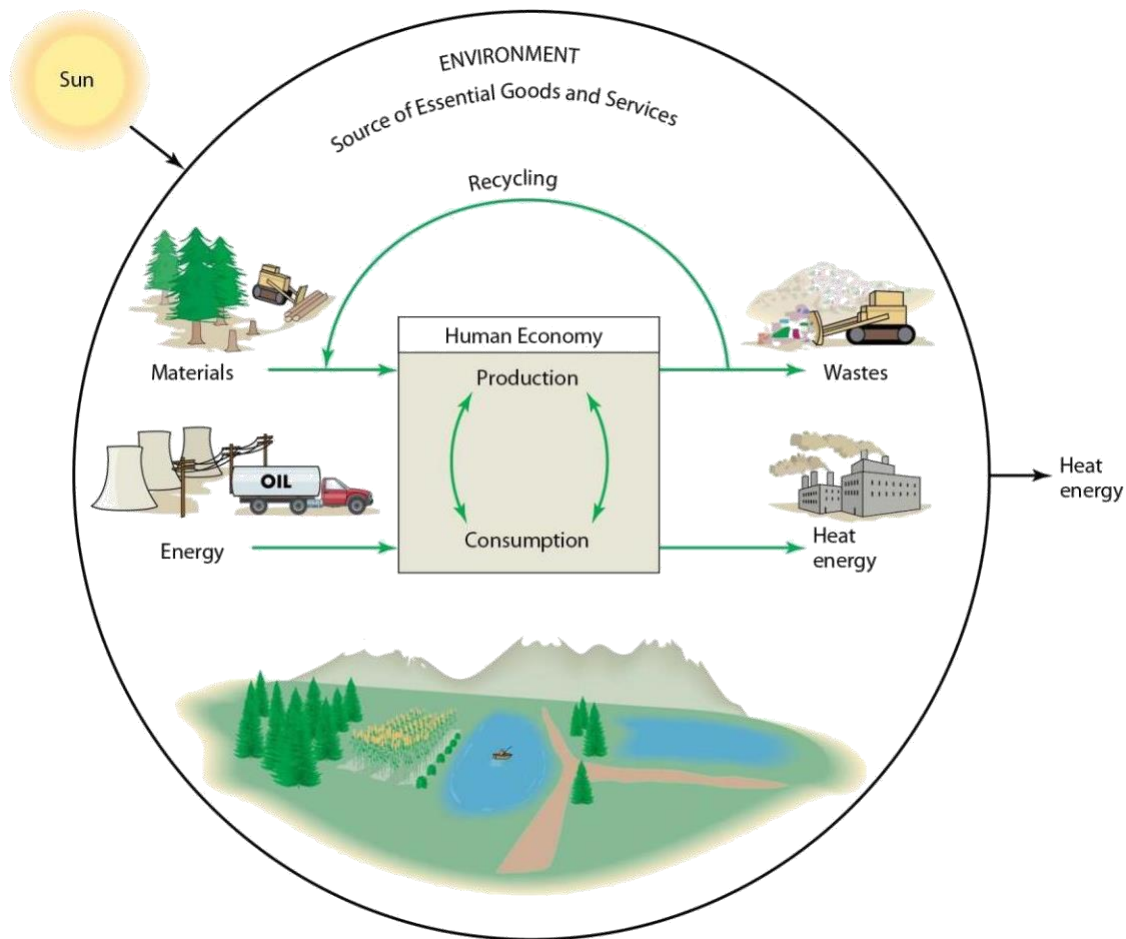 Sun
ENVIRONMENT
Source of Essential Goods and Services
Recycling
Human Economy
Materials
Production
Wastes
OIL
Heat
energy
Energy
Consumption
Heat
energy